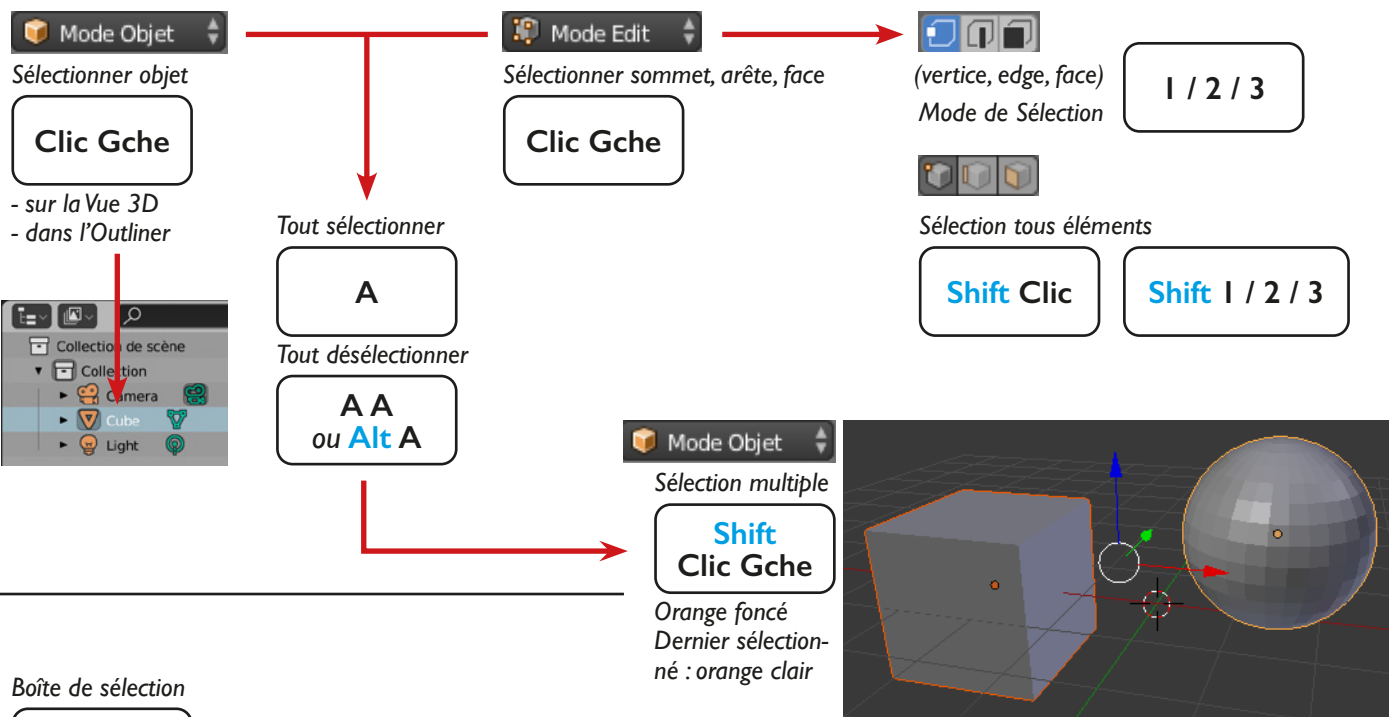 Mode Objet
Sélectionner objet
Clic Gche
- sur la Vue 3D
- dans l’Outliner
Collection de scène
Collection
Camera
Cube
Light
Tout sélectionner
A
Tout désélectionner
A A
ou Alt A
Mode Edit
Sélectionner sommet, arête, face
Clic Gche
(vertice, edge, face)
Mode de Sélection
1 / 2 / 3
Sélection tous éléments
Shift Clic
Shift 1 / 2 / 3
Mode Objet
Sélection multiple
Shift
Clic Gche
Orange foncé
Dernier sélection-
né : orange clair
Boîte de sélection